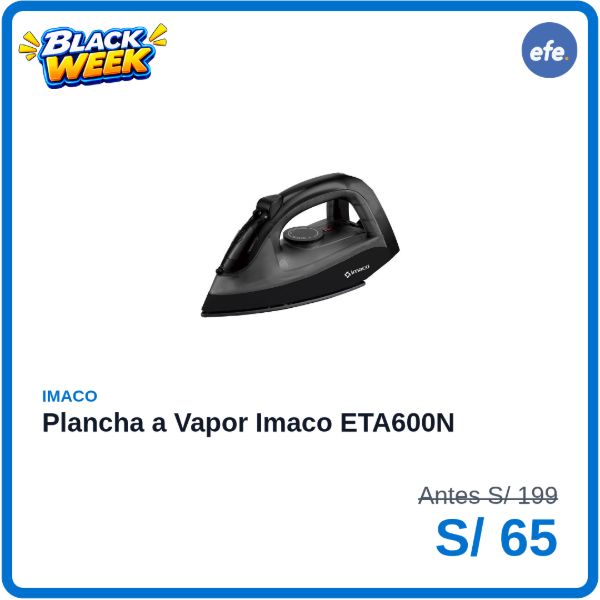 BLACK
WEEK
efe.
imaco
IMACO
Plancha a Vapor Imaco ETA600N
Antes S/ 199
S/ 65